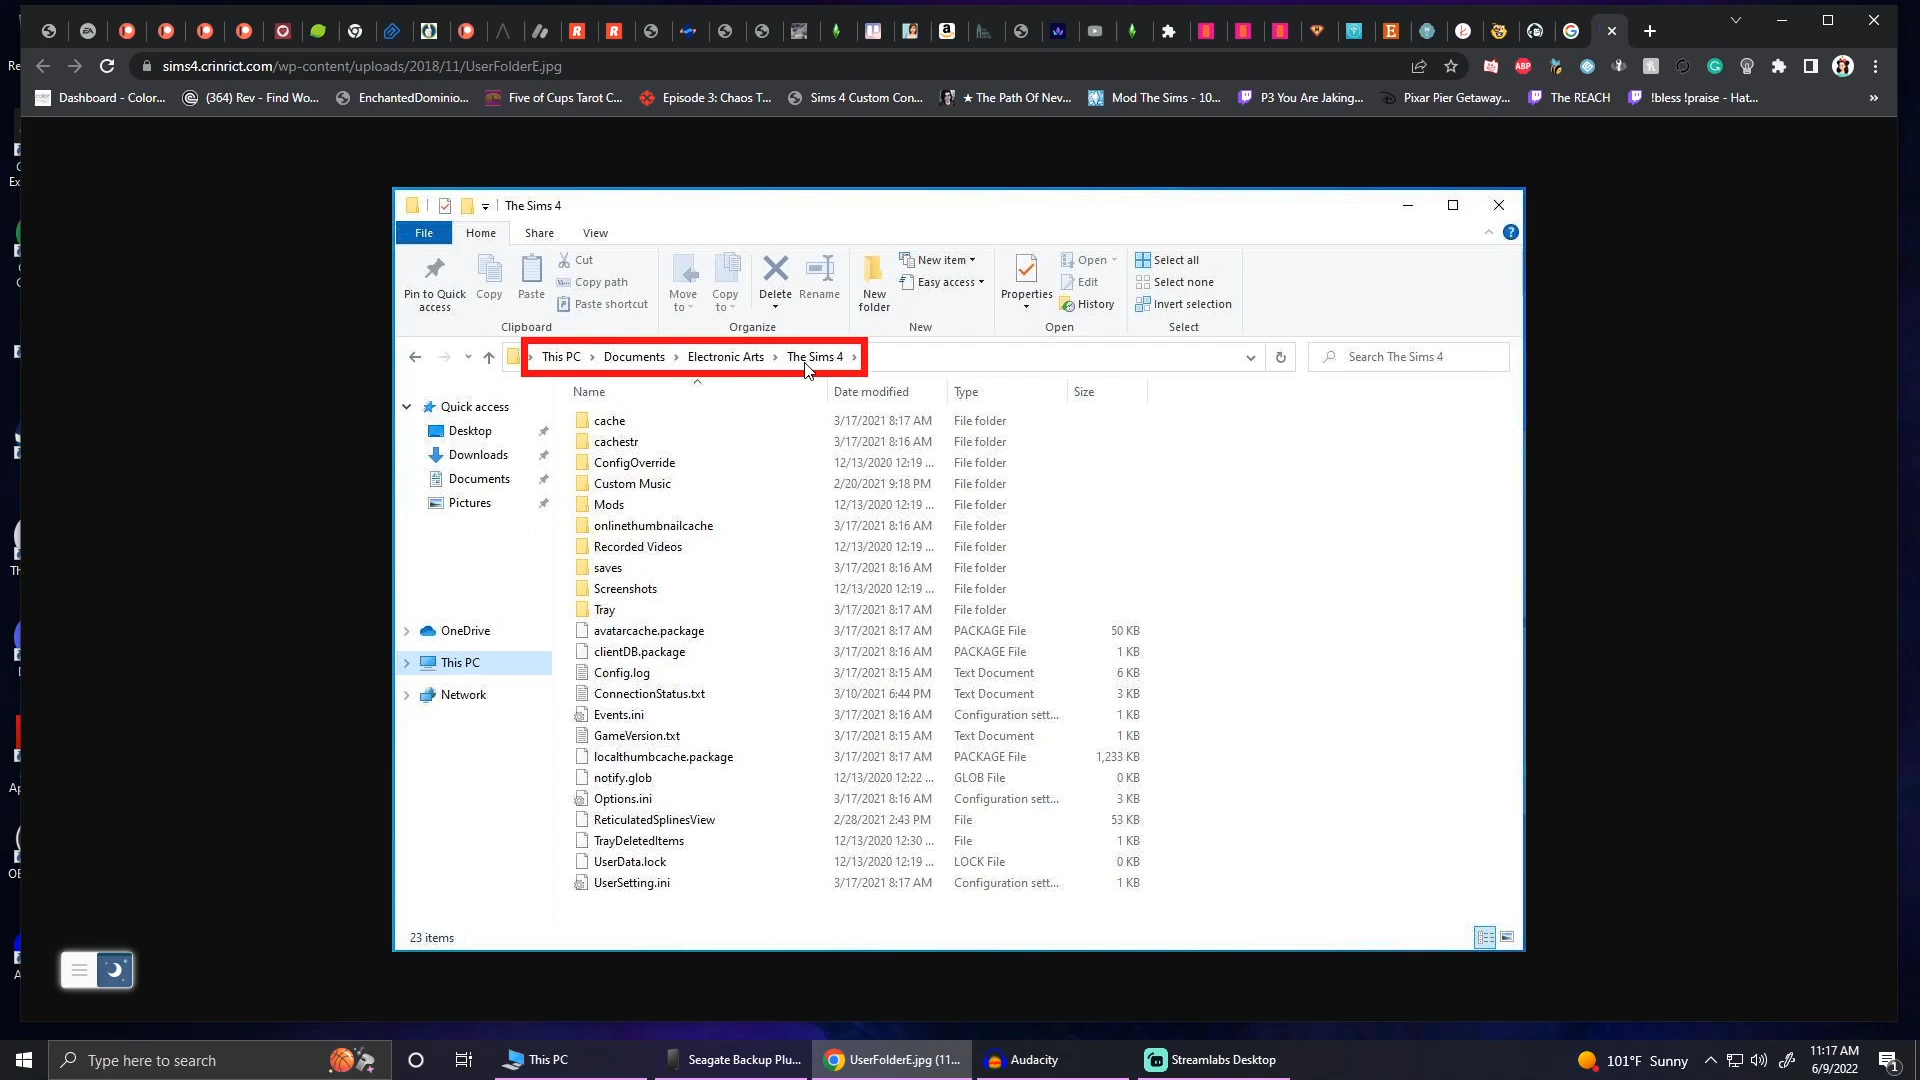 sims4.crinrict.com/wp-content/uploads/2018/11/UserFolderE.jpg
ABP
Dashboard - Color...
(364) Rev - Find Wo...
EnchantedDominio...
Five of Cups Tarot C...
Episode 3: Chaos T...
Sims 4 Custom Con...
★ The Path Of Nev...
Mod The Sims - 10...
P3 You Are Jaking...
Pixar Pier Getaway...
The REACH
!bless !praise - Hat...
»
The Sims 4
File
Home
Share
View
Pin to Quick access
Copy
Paste
Cut
Copy path
Paste shortcut
Clipboard
Move to
Copy to
Delete
Rename
Organize
New folder
New item
Easy access
New
Properties
Open
Edit
History
Open
Select all
Select none
Invert selection
Select
This PC > Documents > Electronic Arts > The Sims 4 >
Search The Sims 4
Name Date modified Type Size
Quick access
Desktop
Downloads
Documents
Pictures
OneDrive
This PC
Network
cache 3/17/2021 8:17 AM File folder
cachestr 3/17/2021 8:16 AM File folder
ConfigOverride 12/13/2020 12:19 ... File folder
Custom Music 2/20/2021 9:18 PM File folder
Mods 12/13/2020 12:19 ... File folder
onlinethumbnailcache 3/17/2021 8:16 AM File folder
Recorded Videos 12/13/2020 12:19 ... File folder
saves 3/17/2021 8:16 AM File folder
Screenshots 12/13/2020 12:19 ... File folder
Tray 3/17/2021 8:17 AM File folder
avatarcache.package 3/17/2021 8:17 AM PACKAGE File 50 KB
clientDB.package 3/17/2021 8:16 AM PACKAGE File 1 KB
Config.log 3/17/2021 8:15 AM Text Document 6 KB
ConnectionStatus.txt 3/10/2021 6:44 PM Text Document 3 KB
Events.ini 3/17/2021 8:16 AM Configuration sett... 1 KB
GameVersion.txt 3/17/2021 8:15 AM Text Document 1 KB
localthumbcache.package 3/17/2021 8:17 AM PACKAGE File 1,233 KB
notify.glob 12/13/2020 12:22 ... GLOB File 0 KB
Options.ini 3/17/2021 8:16 AM Configuration sett... 3 KB
ReticulatedSplinesView 2/28/2021 2:43 PM File 53 KB
TrayDeletedItems 12/13/2020 12:30 ... File 1 KB
UserData.lock 12/13/2020 12:19 ... LOCK File 0 KB
UserSetting.ini 3/17/2021 8:17 AM Configuration sett... 1 KB
23 items
Type here to search
This PC
Seagate Backup Plu...
UserFolderE.jpg (11...
Audacity
Streamlabs Desktop
101°F Sunny
11:17 AM
6/9/2022
1